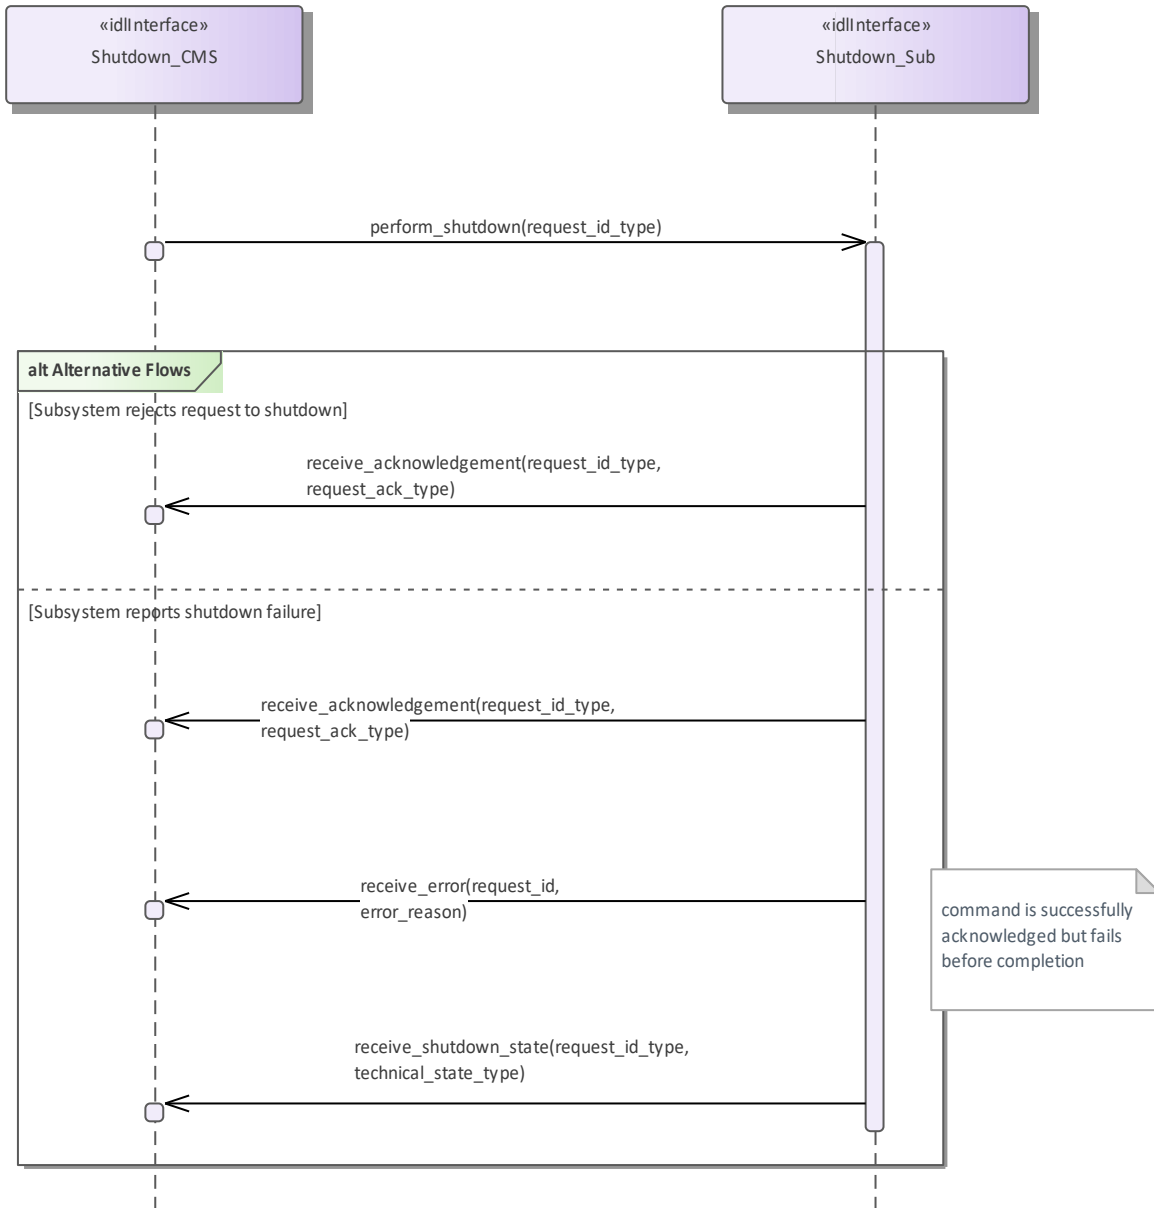 «idlInterface»
Shutdown_CMS
«idlInterface»
Shutdown_Sub
perform_shutdown(request_id_type)
alt Alternative Flows
[Subsystem rejects request to shutdown]
receive_acknowledgement(request_id_type,
request_ack_type)
[Subsystem reports shutdown failure]
receive_acknowledgement(request_id_type,
request_ack_type)
receive_error(request_id,
error_reason)
command is successfully
acknowledged but fails
before completion
receive_shutdown_state(request_id_type,
technical_state_type)